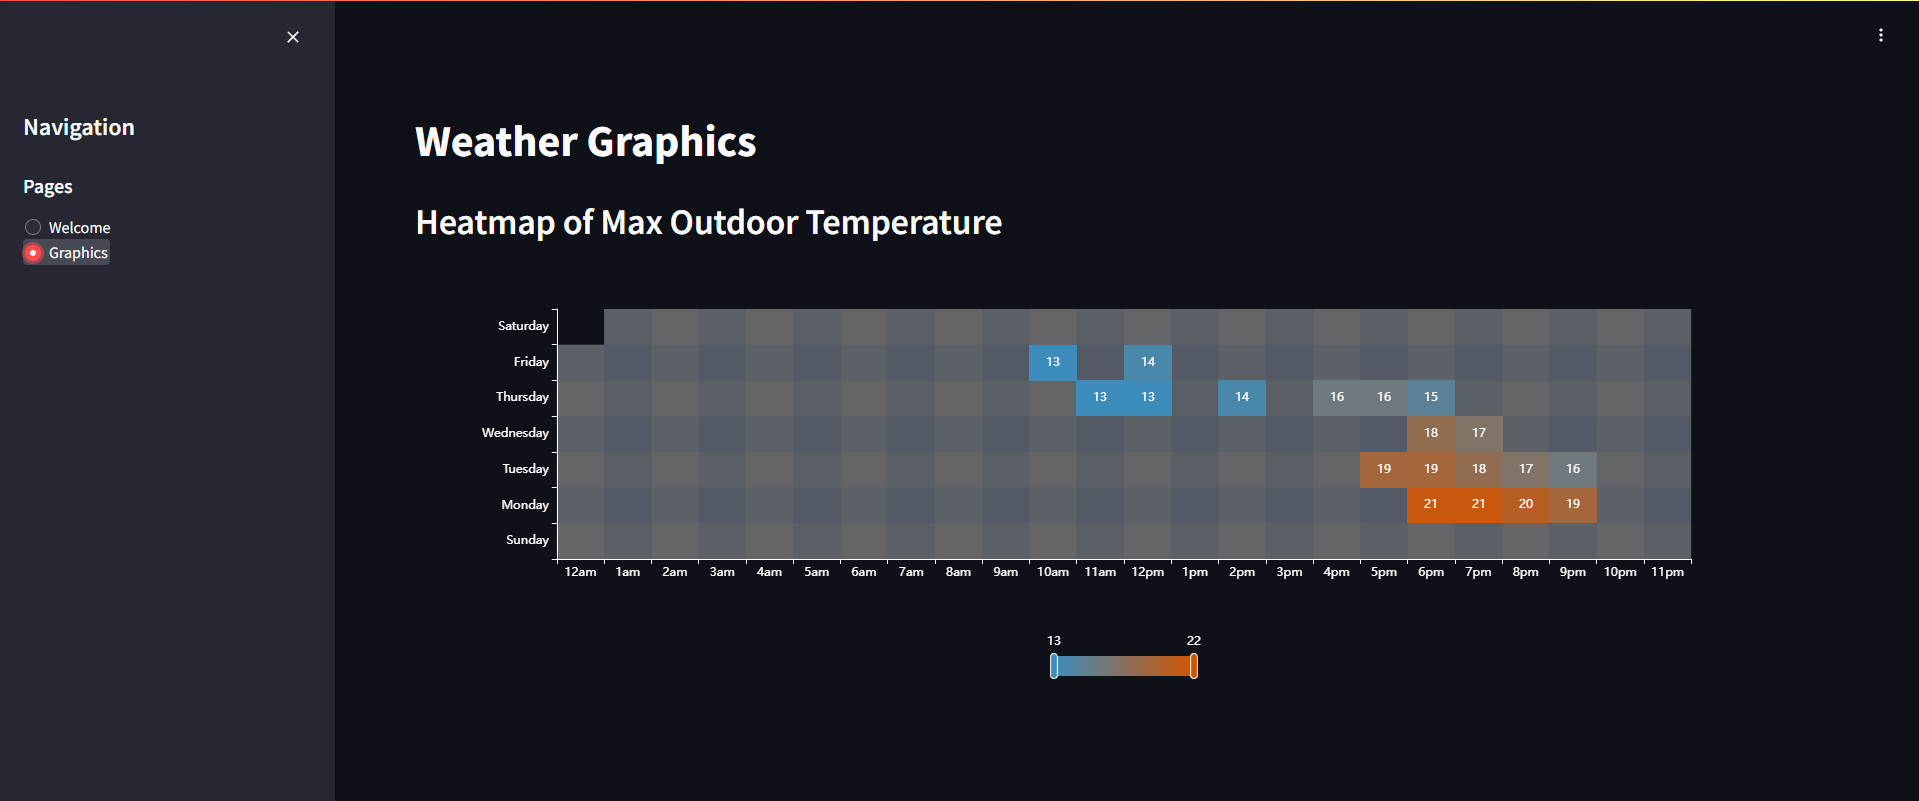 Navigation
Pages
Welcome
Graphics
Weather Graphics
Heatmap of Max Outdoor Temperature
Saturday
Friday 13 14
Thursday 13 13 14 16 16 15
Wednesday 18 17
Tuesday 19 19 18 17 16
Monday 21 21 20 19
Sunday
12am 1am 2am 3am 4am 5am 6am 7am 8am 9am 10am 11am 12pm 1pm 2pm 3pm 4pm 5pm 6pm 7pm 8pm 9pm 10pm 11pm
13 22